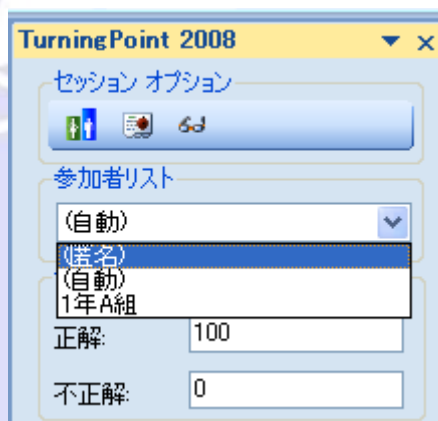 TurningPoint 2008
セッション オプション
参加者リスト
(自動)
(匿名)
(自動)
1年A組
正解: 100
不正解: 0